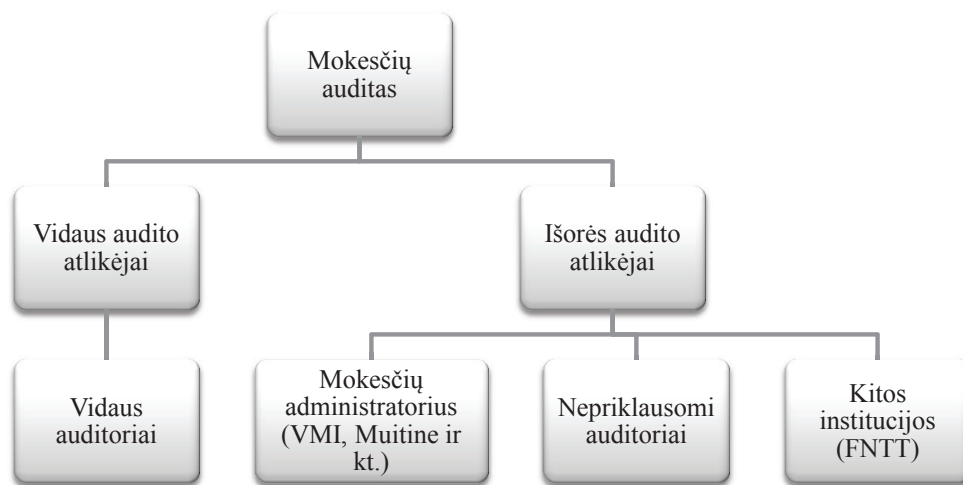 Mokesčių
auditas
Vidaus audito
atlikėjai
Išorės audito
atlikėjai
Vidaus
auditoriai
Mokesčių
administratorius
(VMI, Muitine ir
kt.)
Nepriklausomi
auditoriai
Kitos
institucijos
(FNTT)